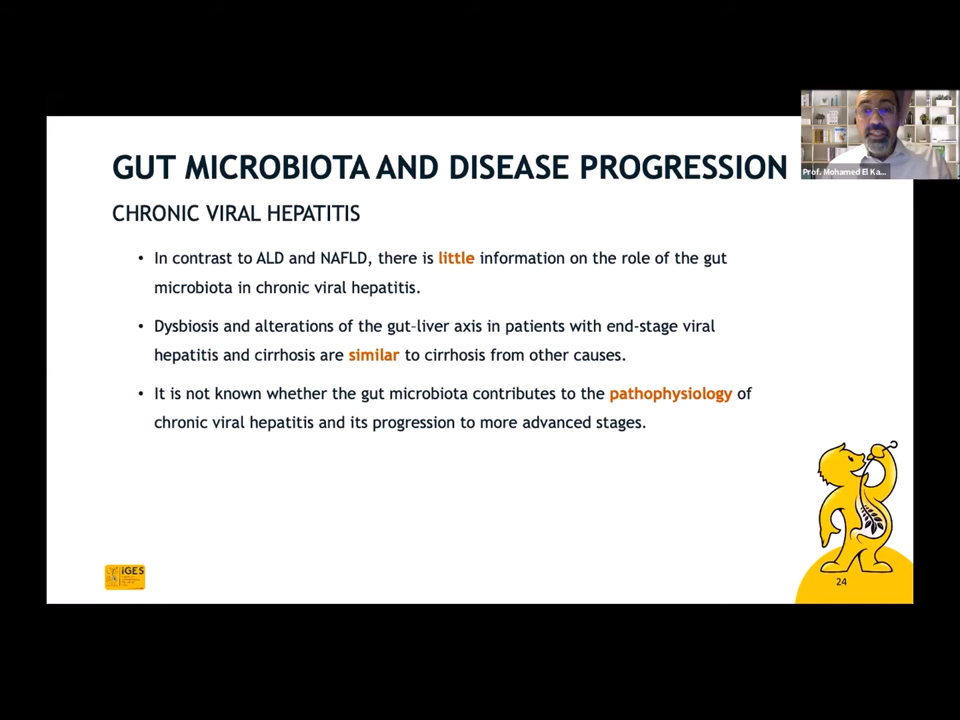 GUT MICROBIOTA AND DISEASE PROGRESSION
Prof. Mohamed El Ka...
CHRONIC VIRAL HEPATITIS
• In contrast to ALD and NAFLD, there is little information on the role of the gut
microbiota in chronic viral hepatitis.
• Dysbiosis and alterations of the gut–liver axis in patients with end-stage viral
hepatitis and cirrhosis are similar to cirrhosis from other causes.
• It is not known whether the gut microbiota contributes to the pathophysiology of
chronic viral hepatitis and its progression to more advanced stages.
iGES
24